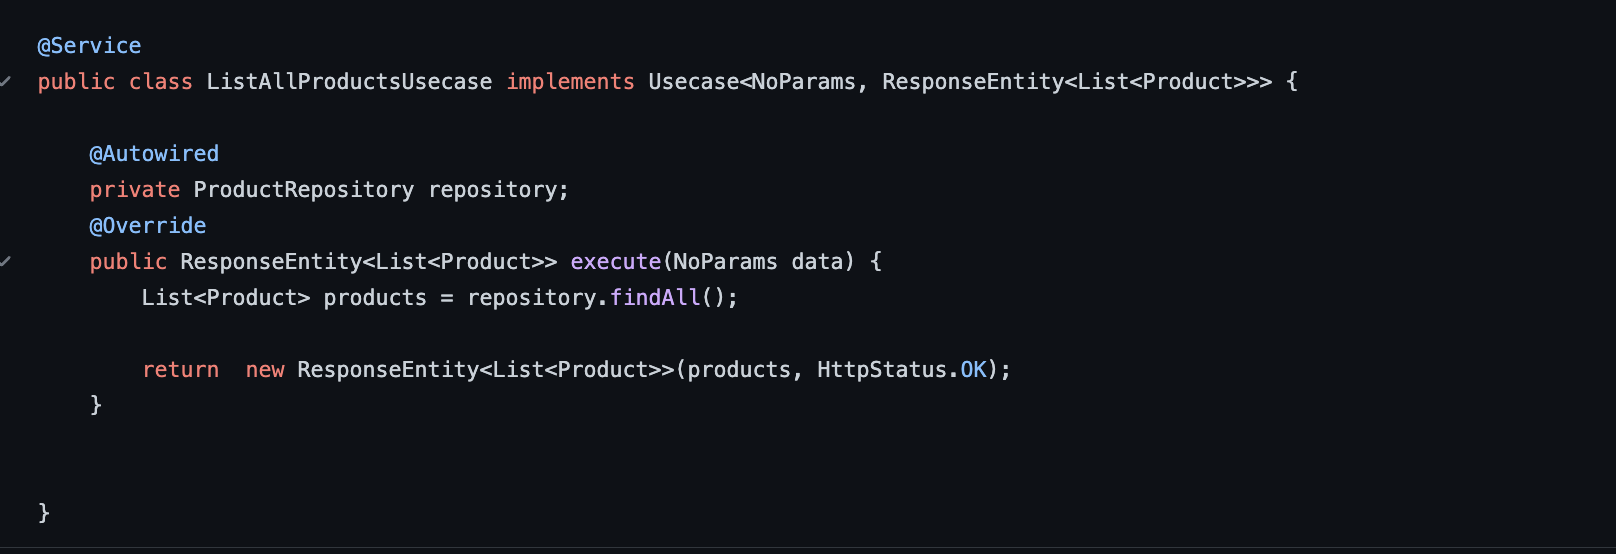 @Service
public class ListAllProductsUsecase implements Usecase<NoParams, ResponseEntity<List<Product>>> {
@Autowired
private ProductRepository repository;
@Override
public ResponseEntity<List<Product>> execute(NoParams data) {
List<Product> products = repository.findAll();
return  new ResponseEntity<List<Product>>(products, HttpStatus.OK);
}
}